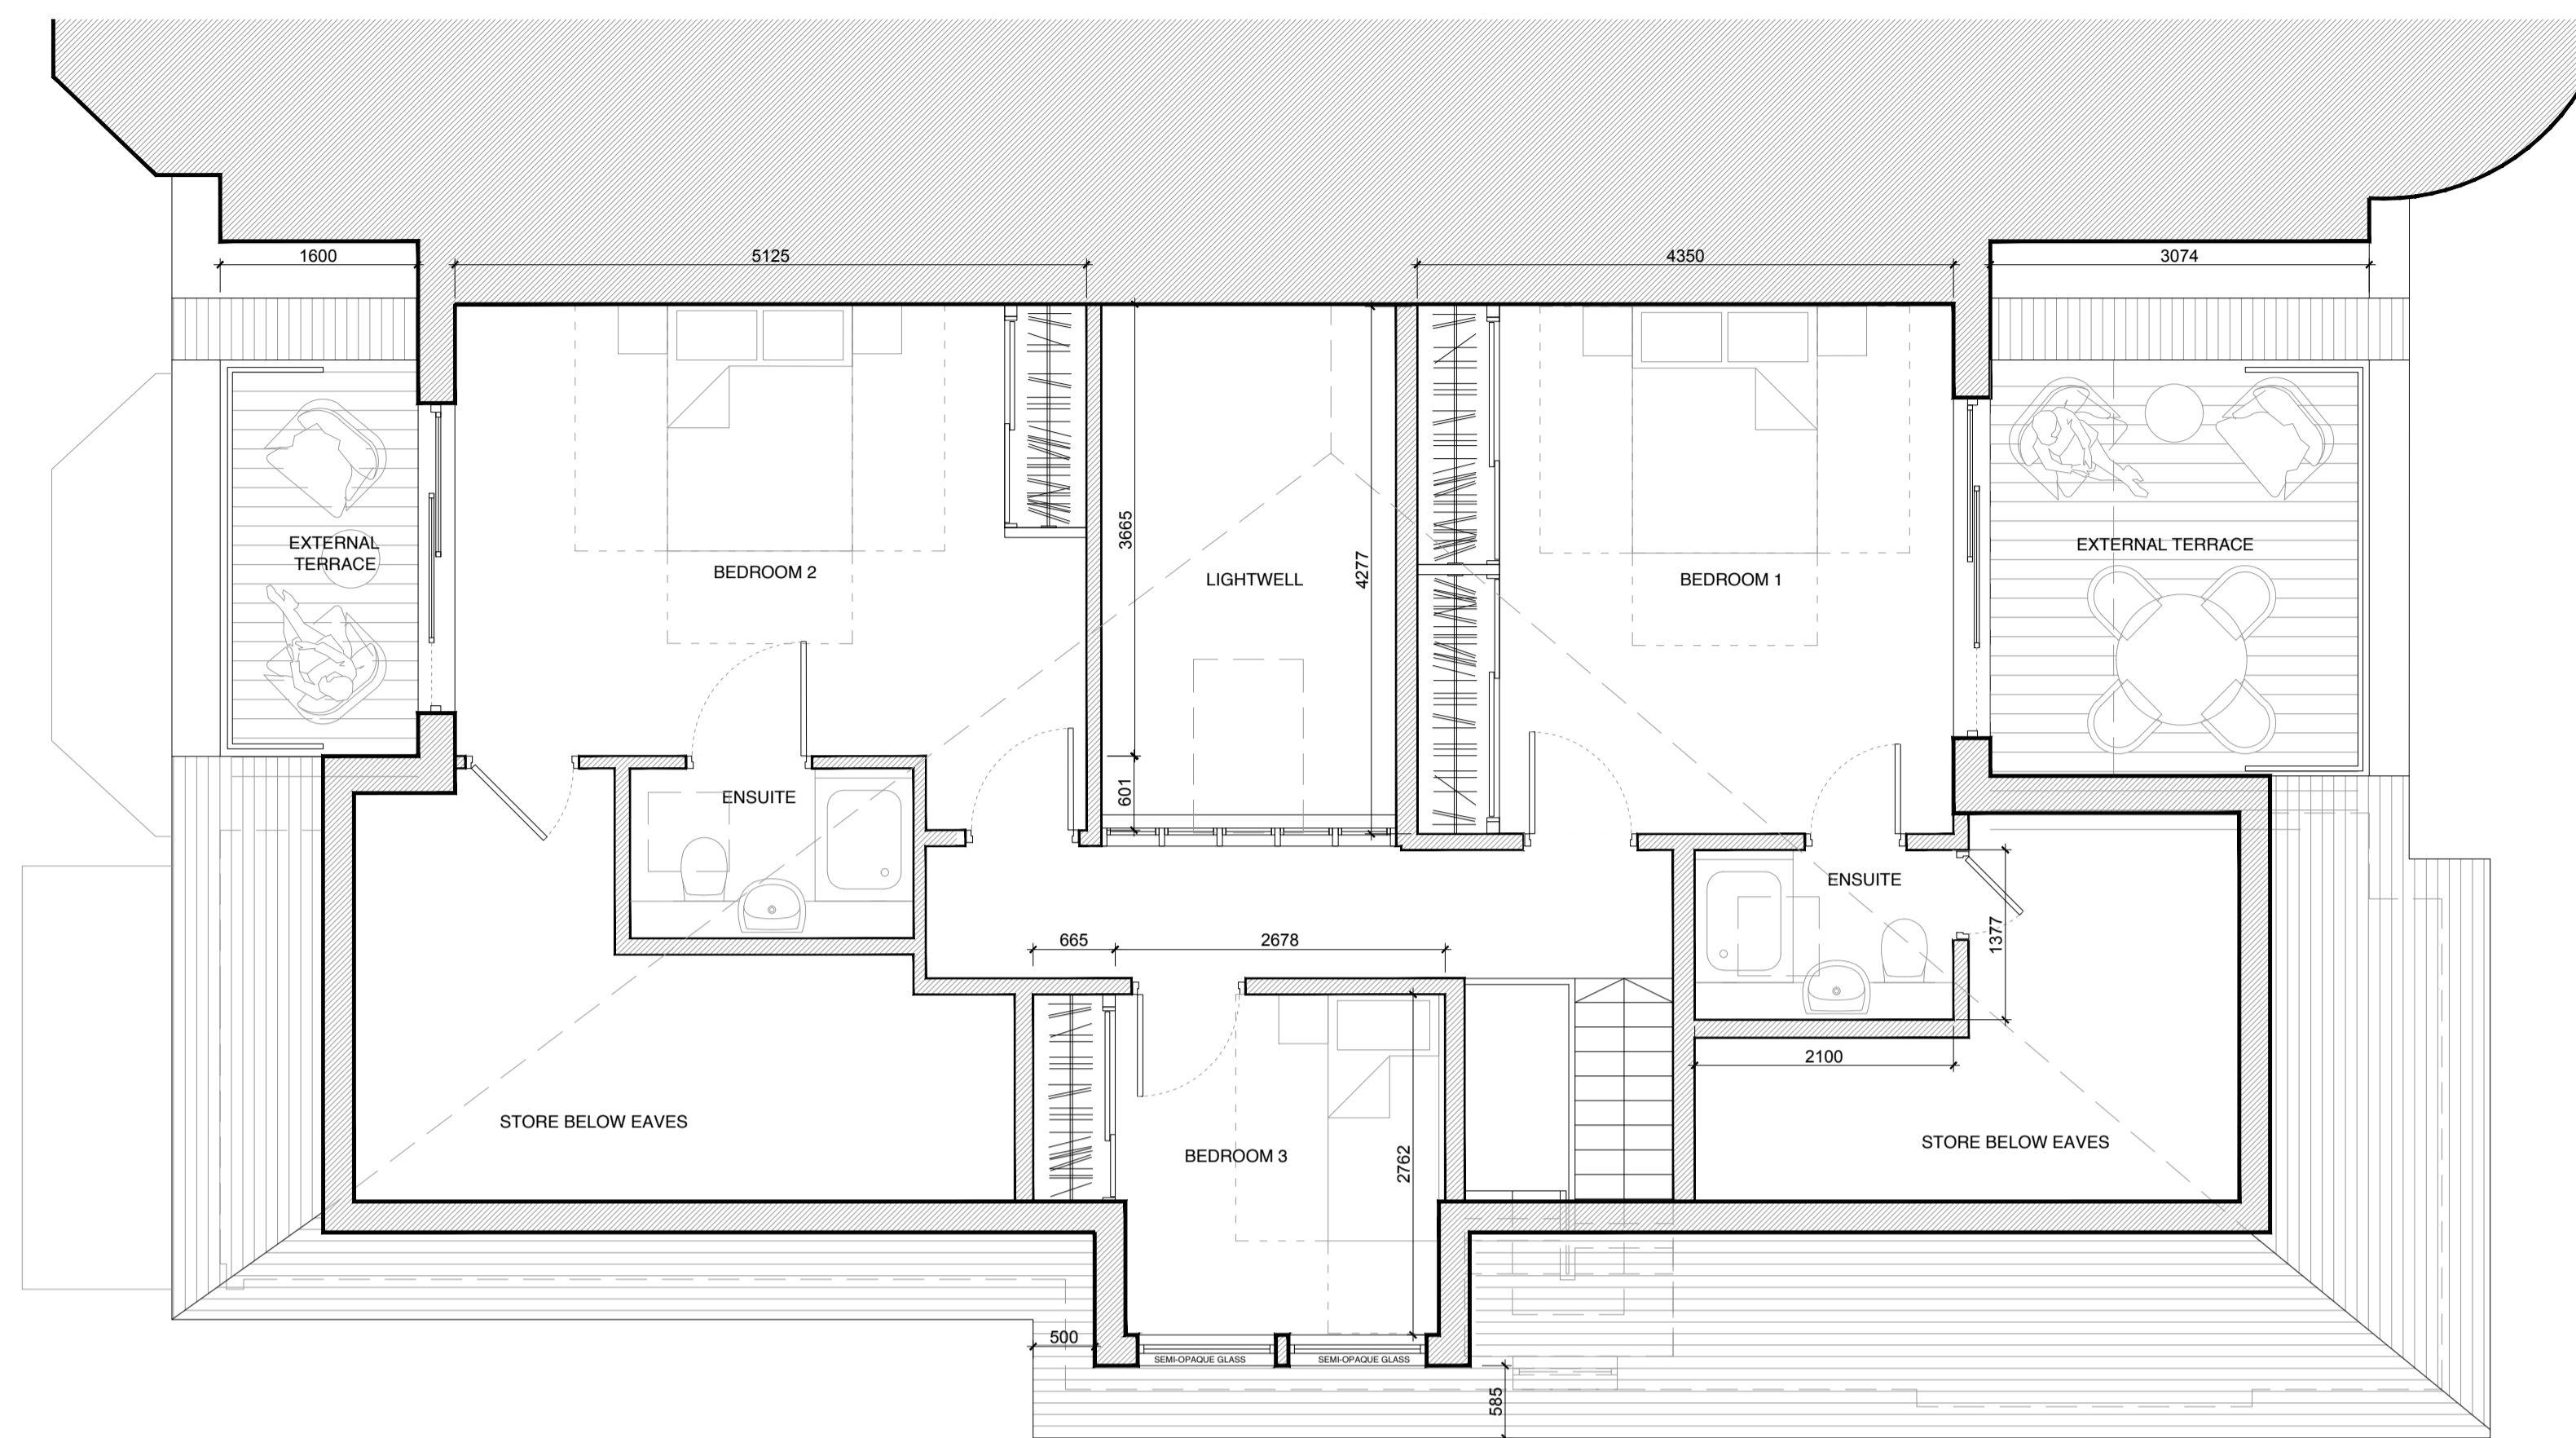 1600
5125
4350
3074
3665
4277
EXTERNAL
TERRACE
BEDROOM 2
LIGHTWELL
BEDROOM 1
EXTERNAL TERRACE
601
ENSUITE
ENSUITE
1377
665
2678
2100
STORE BELOW EAVES
BEDROOM 3
2762
STORE BELOW EAVES
500
SEMI-OPAQUE GLASS
SEMI-OPAQUE GLASS
585